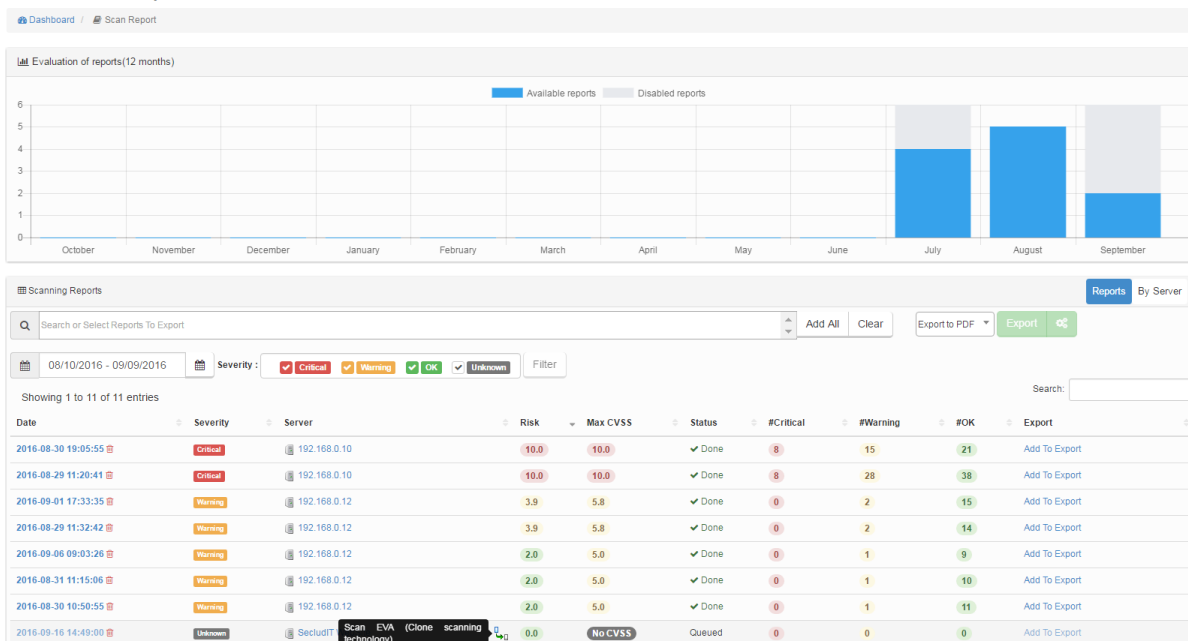 Dashboard / Scan Report
Evaluation of reports(12 months)
Available reports Disabled reports
6
5
4
3
2
1
0
October November December January February March April May June July August September
Scanning Reports Reports By Server
Search or Select Reports To Export Add All Clear Export to PDF Export
08/10/2016 - 09/09/2016 Severity : Critical Warning OK Unknown Filter
Search:
Showing 1 to 11 of 11 entries
Date Severity Server Risk Max CVSS Status #Critical #Warning #OK Export
2016-08-30 19:05:55 Critical 192.168.0.10 10.0 10.0 Done 8 15 21 Add To Export
2016-08-29 11:20:41 Critical 192.168.0.10 10.0 10.0 Done 8 28 38 Add To Export
2016-09-01 17:33:35 Warning 192.168.0.12 3.9 5.8 Done 0 2 15 Add To Export
2016-08-29 11:32:42 Warning 192.168.0.12 3.9 5.8 Done 0 2 14 Add To Export
2016-09-06 09:03:26 Warning 192.168.0.12 2.0 5.0 Done 0 1 9 Add To Export
2016-08-31 11:15:06 Warning 192.168.0.12 2.0 5.0 Done 0 1 10 Add To Export
2016-08-30 10:50:55 Warning 192.168.0.12 2.0 5.0 Done 0 1 11 Add To Export
2016-09-16 14:49:00 Unknown SecludIT Scan EVA (Clone scanning technology) 0.0 No CVSS Queued 0 0 0 Add To Export